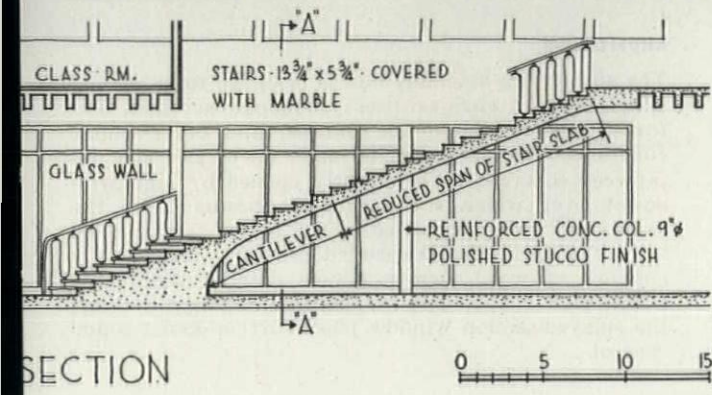 "A"
CLASS RM.
STAIRS·13¾" x 5¾"· COVERED
WITH MARBLE
GLASS WALL
CANTILEVER
REDUCED SPAN OF STAIR SLAB
REINFORCED CONC. COL. 9"ø
POLISHED STUCCO FINISH
"A"
SECTION
0 5 10 15